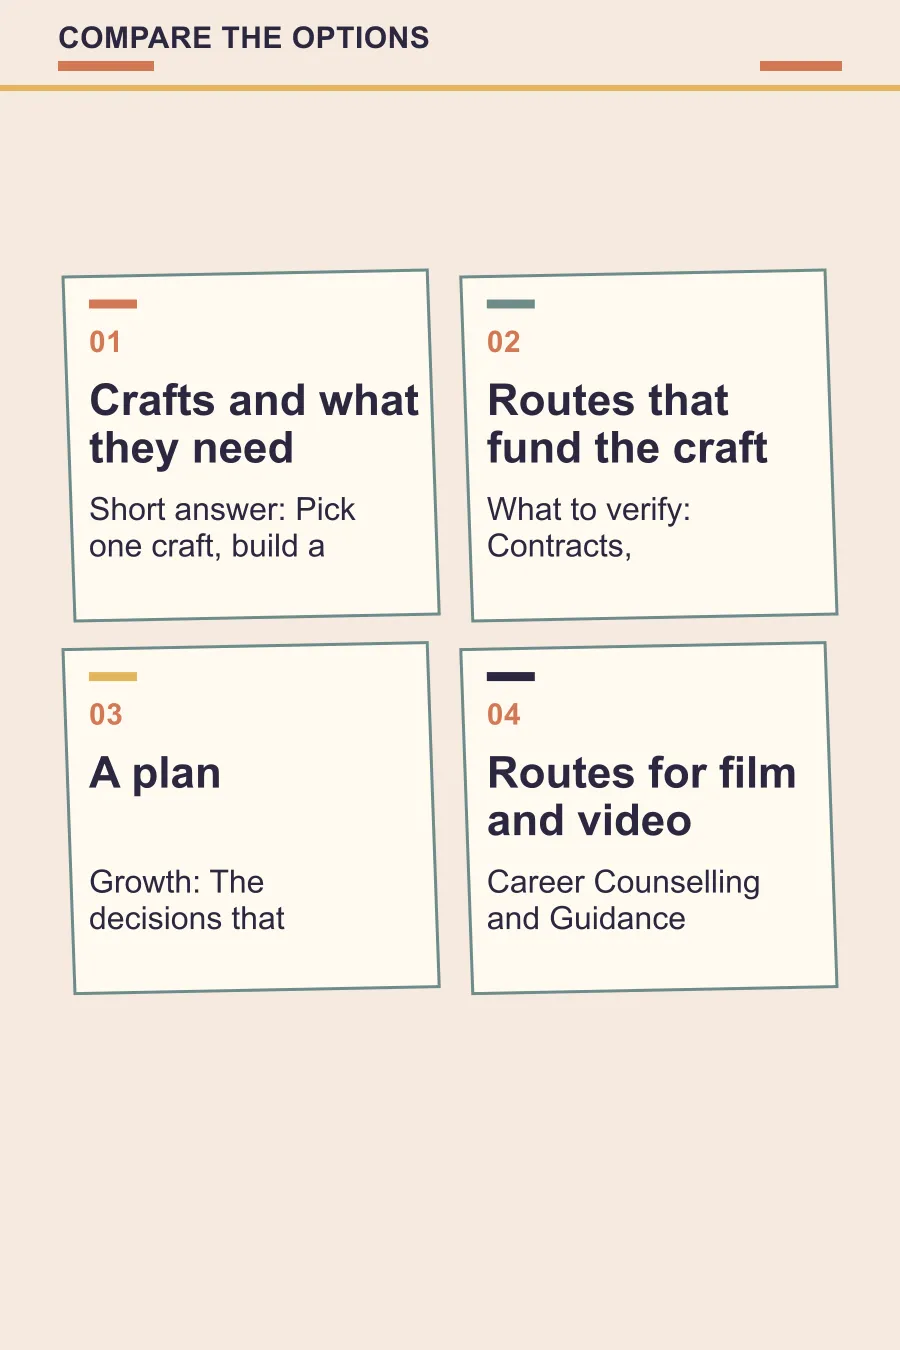 COMPARE THE OPTIONS
01
Crafts and what
they need
Short answer: Pick
one craft, build a
02
Routes that
fund the craft
What to verify:
Contracts,
03
A plan
Growth: The
decisions that
04
Routes for film
and video
Career Counselling
and Guidance